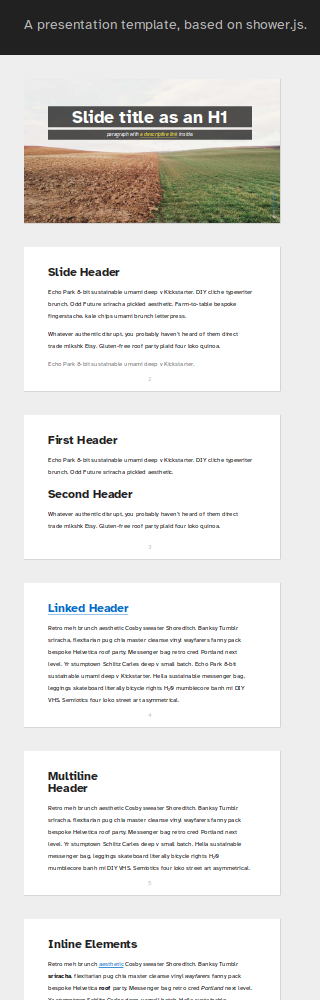 A presentation template, based on shower.js.
Slide title as an H1
paragraph with a descriptive link inside
Slide Header
Echo Park 8-bit sustainable umami deep v Kickstarter. DIY cliche typewriter
brunch. Odd Future sriracha pickled aesthetic. Farm-to-table bespoke
fingerstache, kale chips umami brunch letterpress.
Whatever authentic disrupt, you probably haven't heard of them direct
trade mlkshk Etsy. Gluten-free roof party plaid four loko quinoa.
Echo Park 8-bit sustainable umami deep v Kickstarter.
2
First Header
Echo Park 8-bit sustainable umami deep v Kickstarter. DIY cliche typewriter
brunch. Odd Future sriracha pickled aesthetic.
Second Header
Whatever authentic disrupt, you probably haven't heard of them direct
trade mlkshk Etsy. Gluten-free roof party plaid four loko quinoa.
3
Linked Header
Retro meh brunch aesthetic Cosby sweater Shoreditch. Banksy Tumblr
sriracha, flexitarian pug chia master cleanse vinyl wayfarers fanny pack
bespoke Helvetica roof party. Messenger bag retro cred Portland next
level. Yr stumptown Schlitz Carles deep v small batch. Echo Park 8-bit
sustainable umami deep v Kickstarter. Hella sustainable messenger bag,
leggings skateboard literally bicycle rights H₂0 mumblecore banh mi DIY
VHS. Semiotics four loko street art asymmetrical.
4
Multiline
Header
Retro meh brunch aesthetic Cosby sweater Shoreditch. Banksy Tumblr
sriracha, flexitarian pug chia master cleanse vinyl wayfarers fanny pack
bespoke Helvetica roof party. Messenger bag retro cred Portland next
level. Yr stumptown Schlitz Carles deep v small batch. Hella sustainable
messenger bag, leggings skateboard literally bicycle rights H₂0
mumblecore banh mi DIY VHS. Semiotics four loko street art asymmetrical.
5
Inline Elements
Retro meh brunch aesthetic Cosby sweater Shoreditch. Banksy Tumblr
sriracha, flexitarian pug chia master cleanse vinyl wayfarers fanny pack
bespoke Helvetica roof party. Messenger bag retro cred Portland next level.